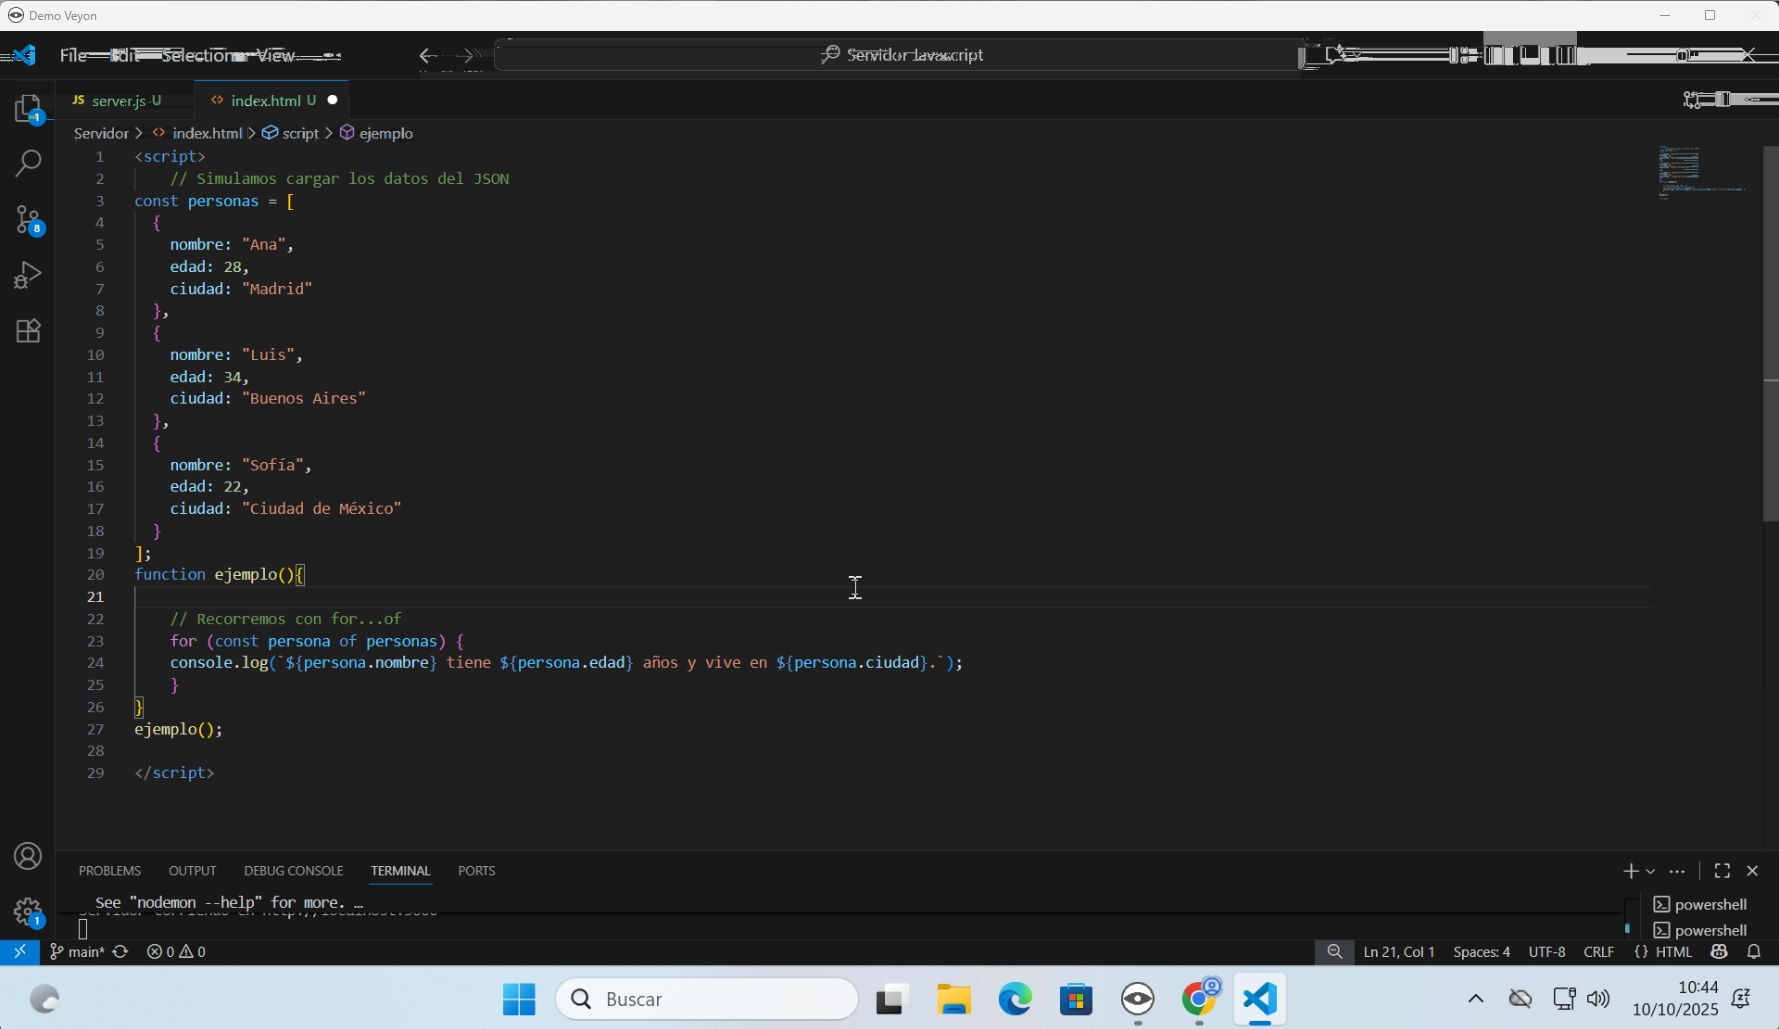 Demo Veyon
File Edit Selection View
Servidor Javascript
JS server.js U
index.html U
Servidor > index.html > script > ejemplo
1 <script>
2 // Simulamos cargar los datos del JSON
3 const personas = [
4 {
5 nombre: "Ana",
6 edad: 28,
7 ciudad: "Madrid"
8 },
9 {
10 nombre: "Luis",
11 edad: 34,
12 ciudad: "Buenos Aires"
13 },
14 {
15 nombre: "Sofía",
16 edad: 22,
17 ciudad: "Ciudad de México"
18 }
19 ];
20 function ejemplo(){
21
22 // Recorremos con for...of
23 for (const persona of personas) {
24 console.log(`${persona.nombre} tiene ${persona.edad} años y vive en ${persona.ciudad}.`);
25 }
26 }
27 ejemplo();
28
29 </script>
1
8
1
PROBLEMS OUTPUT DEBUG CONSOLE TERMINAL PORTS
See "nodemon --help" for more. …
powershell
powershell
main* 0 0
Ln 21, Col 1 Spaces: 4 UTF-8 CRLF {} HTML
Buscar
10:44
10/10/2025